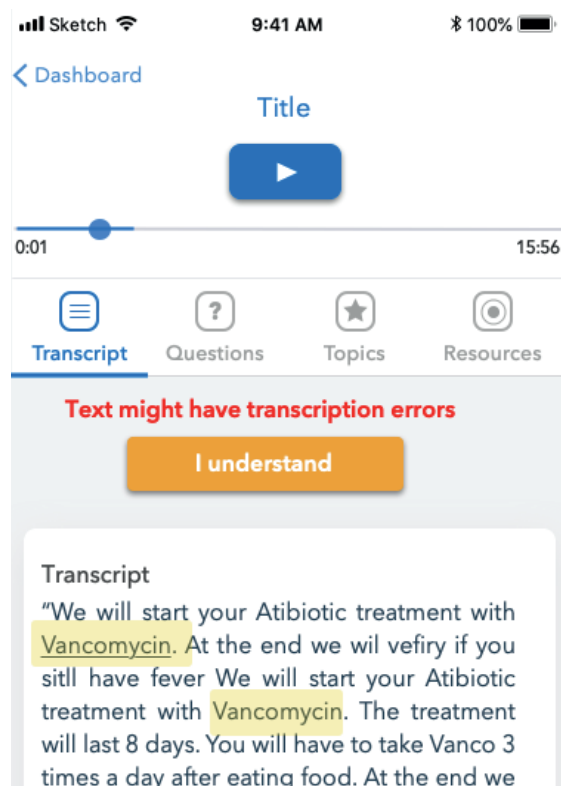 Sketch 9:41 AM 100%
Dashboard
Title
0:01 15:56
?
Transcript Questions Topics Resources
Text might have transcription errors
I understand
Transcript
“We will start your Atibiotic treatment with
Vancomycin. At the end we wil vefiry if you
sitll have fever We will start your Atibiotic
treatment with Vancomycin. The treatment
will last 8 days. You will have to take Vanco 3
times a day after eating food. At the end we